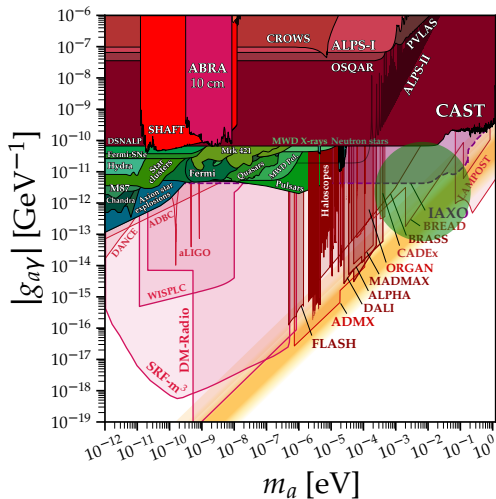 10⁻⁶
10⁻⁷
10⁻⁸
10⁻⁹
10⁻¹⁰
10⁻¹¹
10⁻¹²
10⁻¹³
10⁻¹⁴
10⁻¹⁵
10⁻¹⁶
10⁻¹⁷
10⁻¹⁸
10⁻¹⁹
|g_{aγ}| [GeV⁻¹]
CROWS
ALPS-I
PVLAS
OSQAR
ALPS-II
ABRA
10 cm
CAST
SHAFT
DSNALP
Mrk 421
MWD X-rays
Neutron stars
Fermi-SNe
Hydra
Star
clusters
Fermi
Quasars
MWD Pol.
Pulsars
M87
Chandra
Axion star
explosions
Haloscopes
LAMPOST
IAXO
BREAD
BRASS
CADEx
ORGAN
MADMAX
ALPHA
DALI
ADMX
FLASH
DANCE
ADBC
aLIGO
WISPLC
DM-Radio
SRF-m³
10⁻¹²
10⁻¹¹
10⁻¹⁰
10⁻⁹
10⁻⁸
10⁻⁷
10⁻⁶
10⁻⁵
10⁻⁴
10⁻³
10⁻²
10⁻¹
10⁰
m_a [eV]